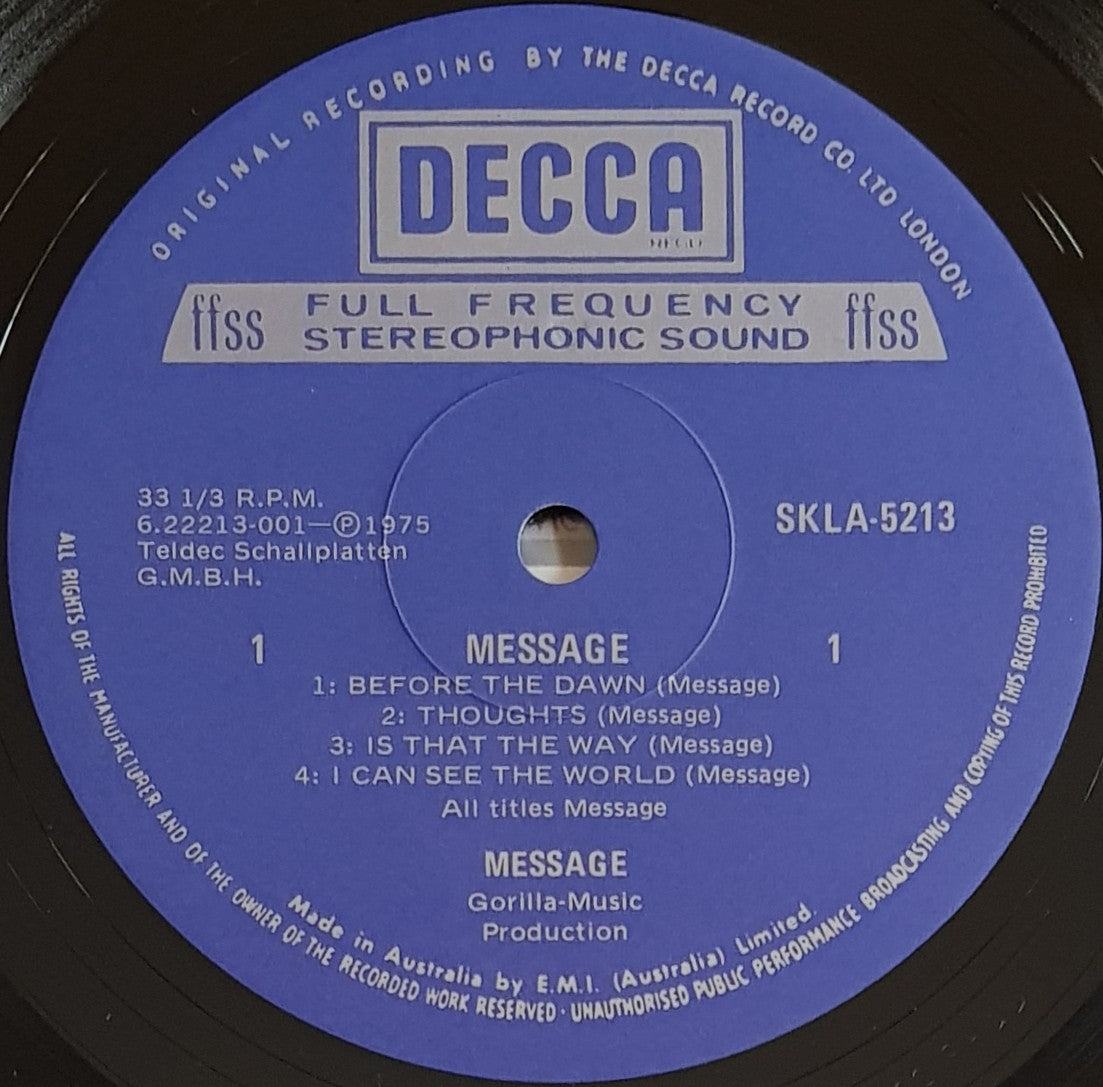 ORIGINAL RECORDING BY THE DECCA RECORD CO. LTD LONDON
DECCA
ffss FULL FREQUENCY ffss
STEREOPHONIC SOUND
33 1/3 R.P.M.
6.22213-001—Ⓟ1975
Teldec Schallplatten
G.M.B.H.
SKLA-5213
1 MESSAGE 1
1: BEFORE THE DAWN (Message)
2: THOUGHTS (Message)
3: IS THAT THE WAY (Message)
4: I CAN SEE THE WORLD (Message)
All titles Message
MESSAGE
Gorilla-Music
Production
Made in Australia by E.M.I. (Australia) Limited.
ALL RIGHTS OF THE MANUFACTURER AND OF THE OWNER OF THE RECORDED WORK RESERVED · UNAUTHORISED PUBLIC PERFORMANCE BROADCASTING AND COPYING OF THIS RECORD PROHIBITED